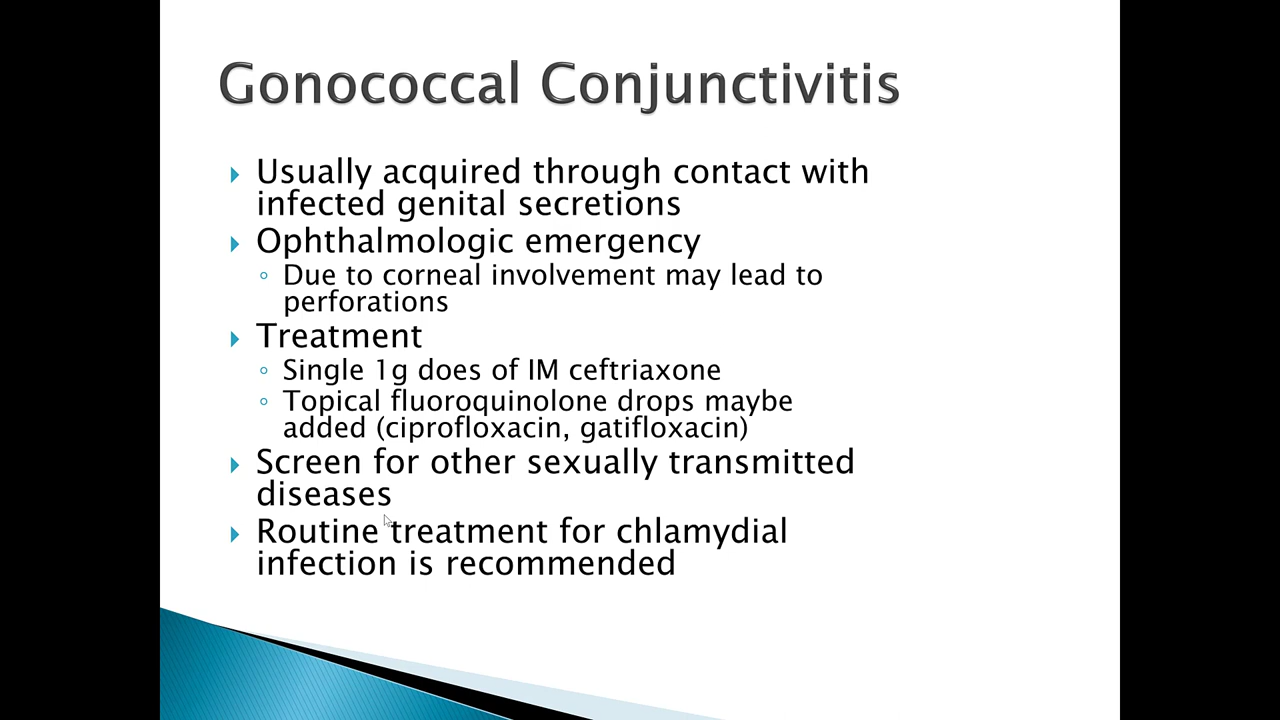 Gonococcal Conjunctivitis
Usually acquired through contact with
infected genital secretions
Ophthalmologic emergency
Due to corneal involvement may lead to
perforations
Treatment
Single 1g does of IM ceftriaxone
Topical fluoroquinolone drops maybe
added (ciprofloxacin, gatifloxacin)
Screen for other sexually transmitted
diseases
Routine treatment for chlamydial
infection is recommended